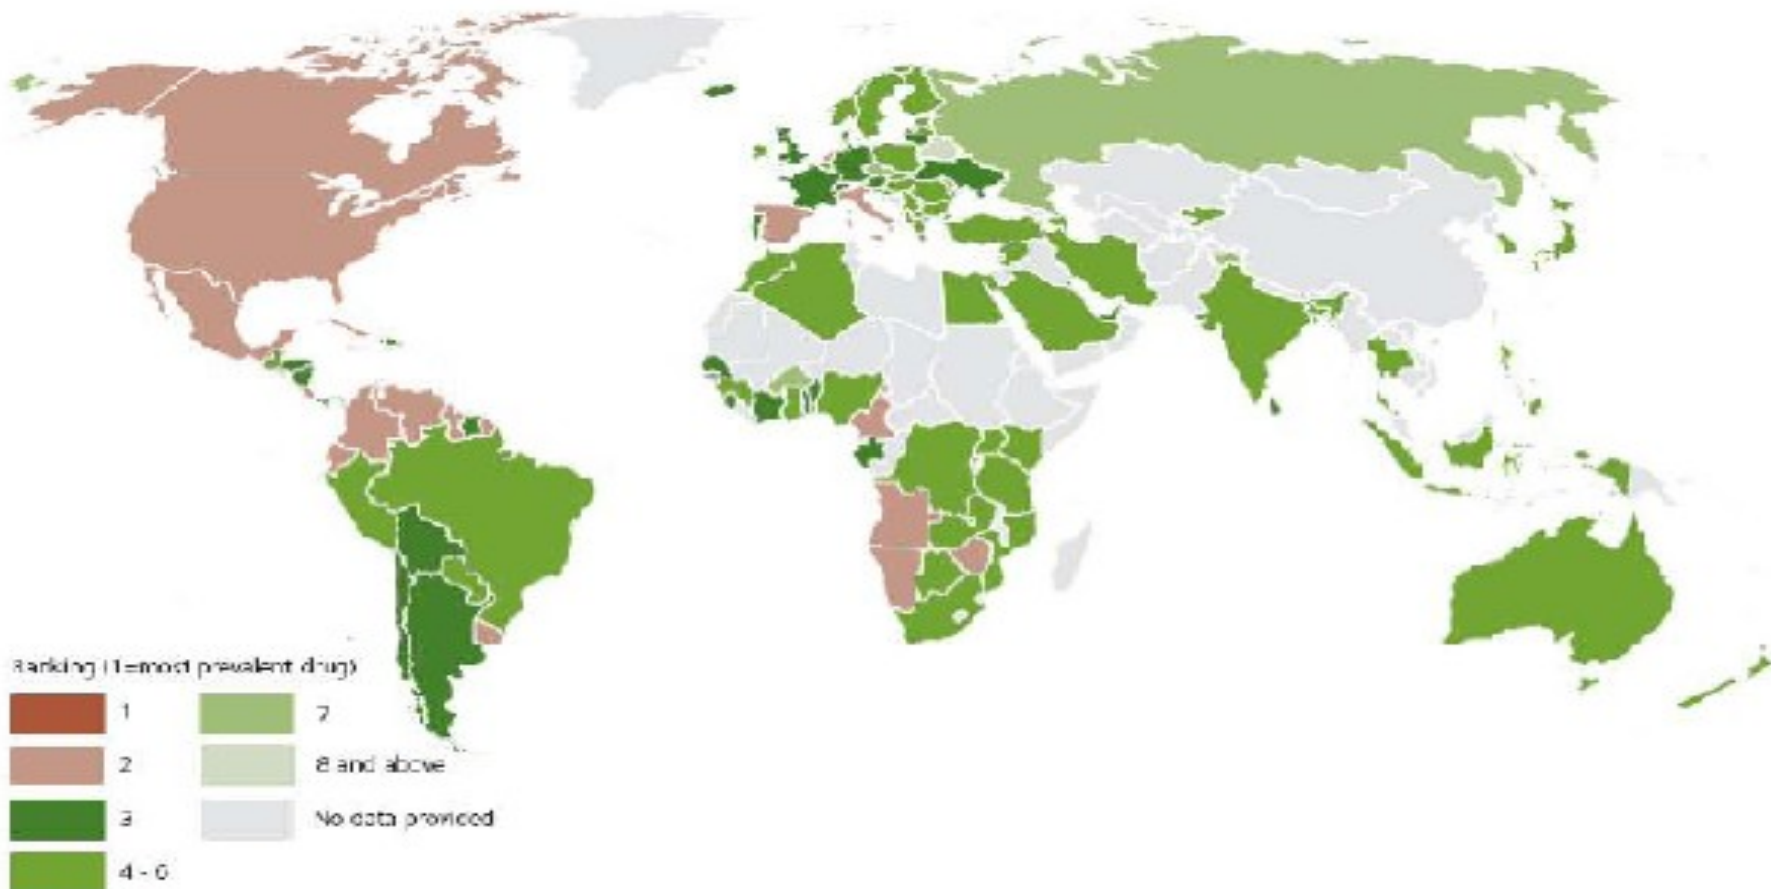 Ranking (1=most prevalent drug)
1
2
3
4 - 6
7
8 and above
No data provided